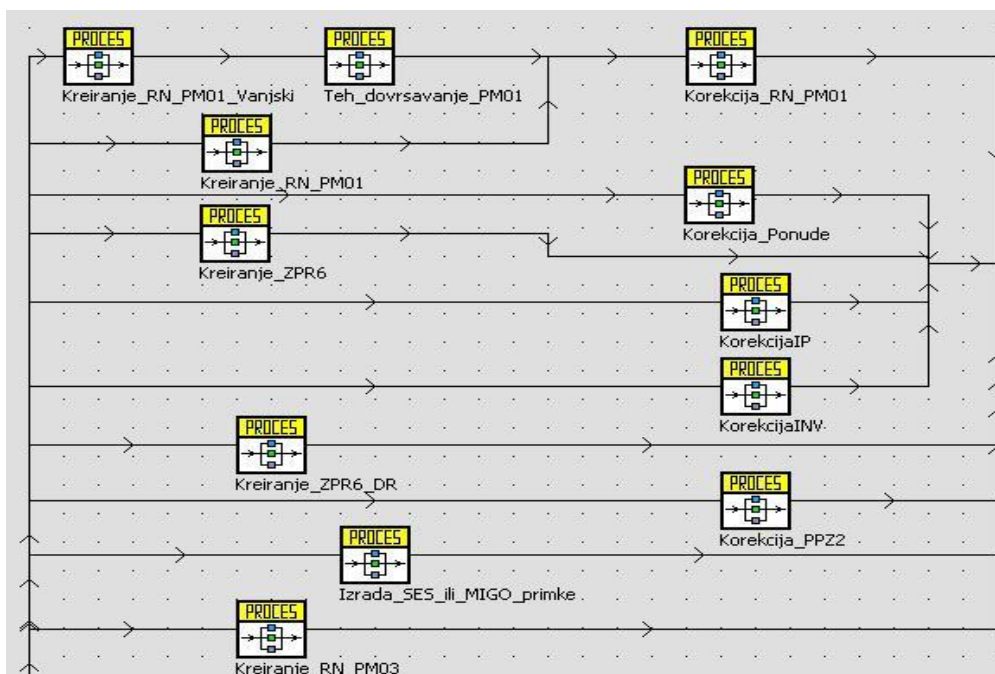 PROCES
Kreiranje_RN_PM01_Vanjski
PROCES
Teh_dovrsavanje_PM01
PROCES
Korekcija_RN_PM01
PROCES
Kreiranje_RN_PM01
PROCES
Korekcija_Ponude
PROCES
Kreiranje_ZPR6
PROCES
KorekcijaIP
PROCES
KorekcijaINV
PROCES
Kreiranje_ZPR6_DR
PROCES
Korekcija_PPZ2
PROCES
Izrada_SES_ili_MIGO_primke
PROCES
Kreiranje_RN_PM03